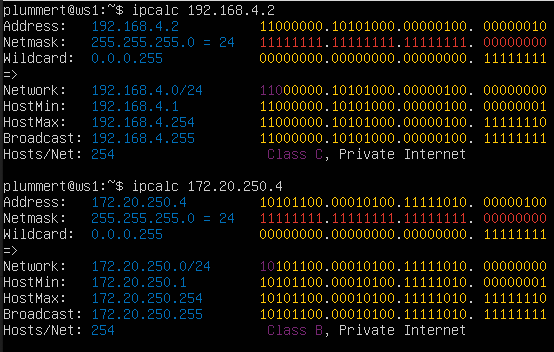 plummert@ws1:~$ ipcalc 192.168.4.2
Address:   192.168.4.2          11000000.10101000.00000100. 00000010
Netmask:   255.255.255.0 = 24   11111111.11111111.11111111. 00000000
Wildcard:  0.0.0.255            00000000.00000000.00000000. 11111111
=>
Network:   192.168.4.0/24       11000000.10101000.00000100. 00000000
HostMin:   192.168.4.1          11000000.10101000.00000100. 00000001
HostMax:   192.168.4.254        11000000.10101000.00000100. 11111110
Broadcast: 192.168.4.255        11000000.10101000.00000100. 11111111
Hosts/Net: 254                   Class C, Private Internet
plummert@ws1:~$ ipcalc 172.20.250.4
Address:   172.20.250.4         10101100.00010100.11111010. 00000100
Netmask:   255.255.255.0 = 24   11111111.11111111.11111111. 00000000
Wildcard:  0.0.0.255            00000000.00000000.00000000. 11111111
=>
Network:   172.20.250.0/24      10101100.00010100.11111010. 00000000
HostMin:   172.20.250.1         10101100.00010100.11111010. 00000001
HostMax:   172.20.250.254       10101100.00010100.11111010. 11111110
Broadcast: 172.20.250.255       10101100.00010100.11111010. 11111111
Hosts/Net: 254                   Class B, Private Internet